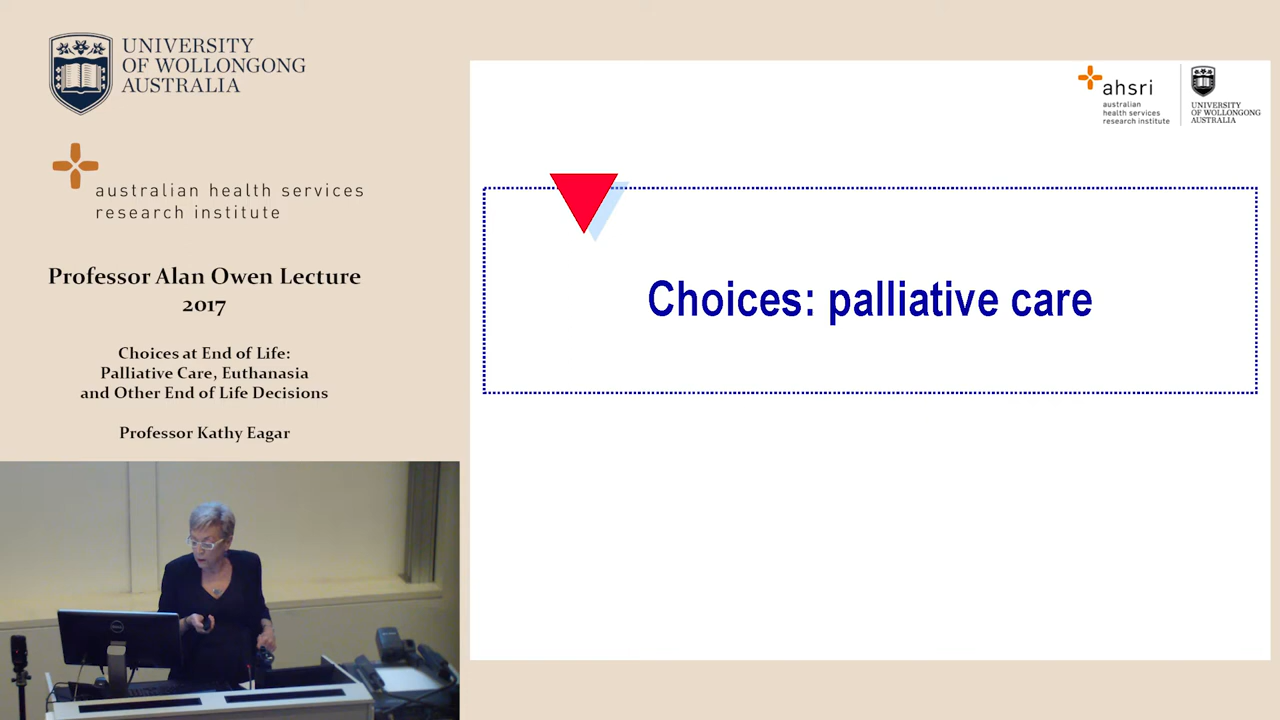 UNIVERSITY
OF WOLLONGONG
AUSTRALIA
australian health services
research institute
Professor Alan Owen Lecture
2017
Choices at End of Life:
Palliative Care, Euthanasia
and Other End of Life Decisions
Professor Kathy Eagar
ahsri
australian
health services
research institute
UNIVERSITY
OF WOLLONGONG
AUSTRALIA
Choices: palliative care
DELL